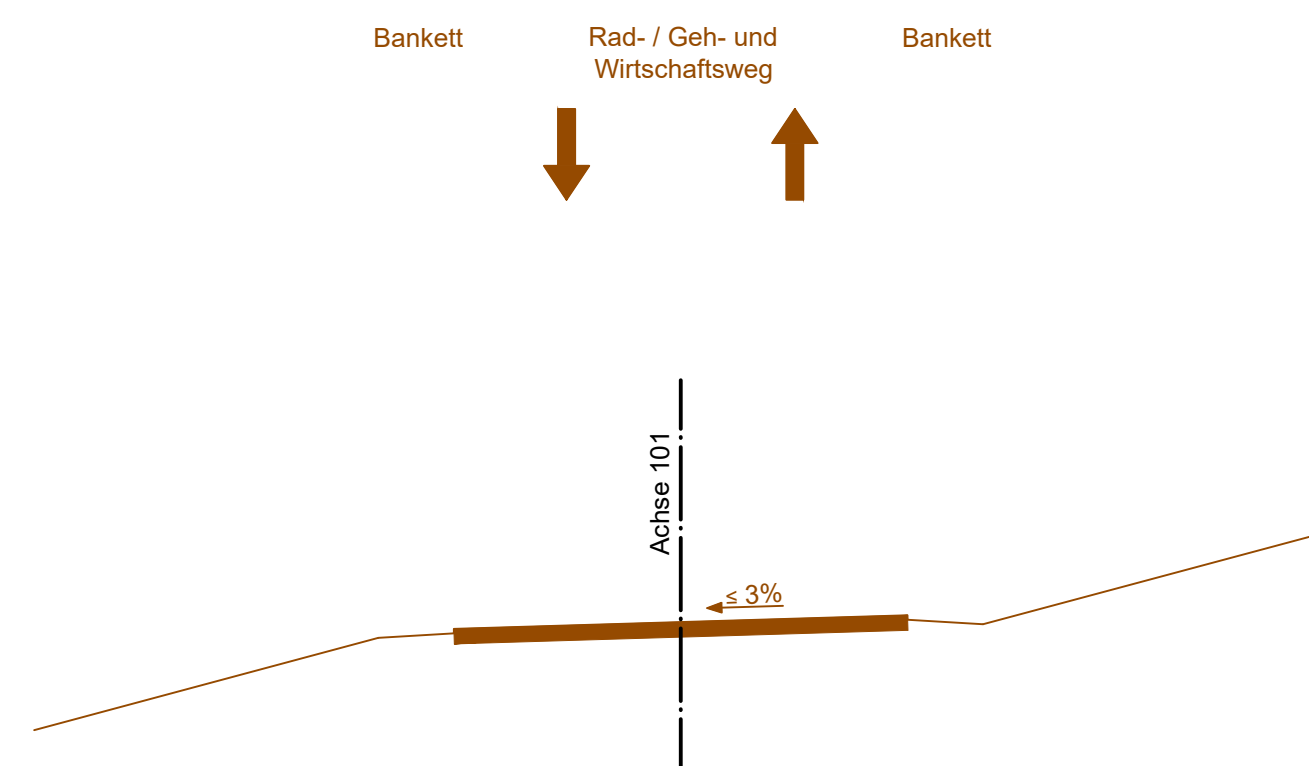 Bankett
Rad- / Geh- und
Wirtschaftsweg
Bankett
Achse 101
≤ 3%